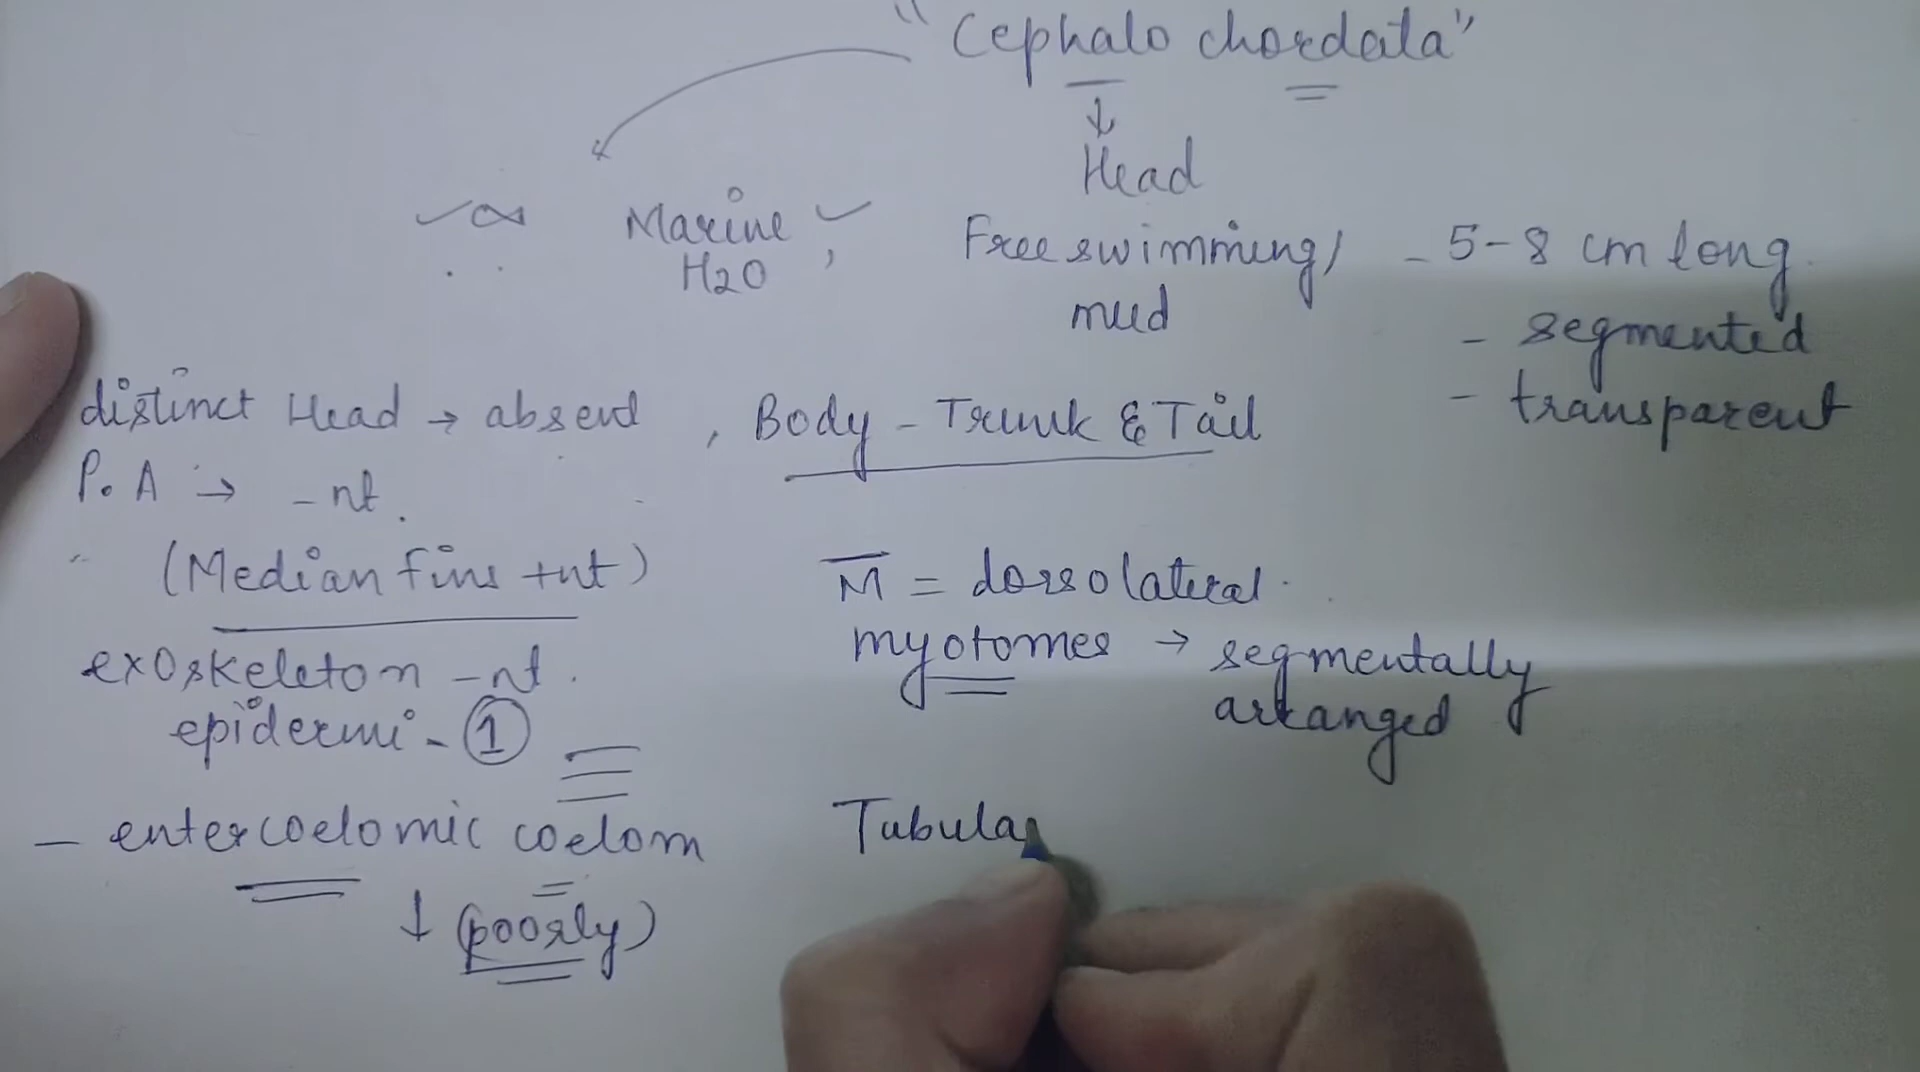 "Cephalo chordata"
↓
Head
Marine ✓, Free swimming/ - 5-8 cm long
H2O mud - segmented
- transparent
distinct Head → absent, Body - Trunk & Tail
P.A → -nt.
(Median fins +nt) M = dorsolateral
myotomes → segmentally
arranged
exoskeleton -nt.
epidermi - ①
- entercoelomic coelom
↓ (poorly)
Tubular